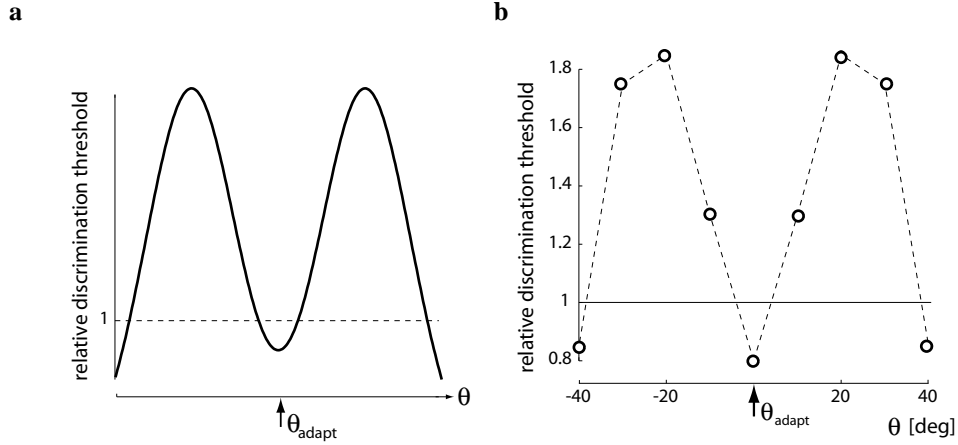 a
relative discrimination threshold
1
θ
θadapt
b
relative discrimination threshold
1.8
1.6
1.4
1.2
1
0.8
-40
-20
0
20
40
θadapt
θ [deg]